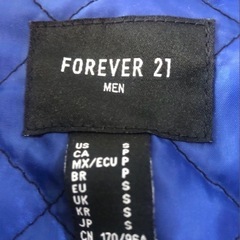 FOREVER 21
MEN
US S
CA P
MX/ECU P
BR P
EU S
UK S
KR S
JP S
CN 170/96A